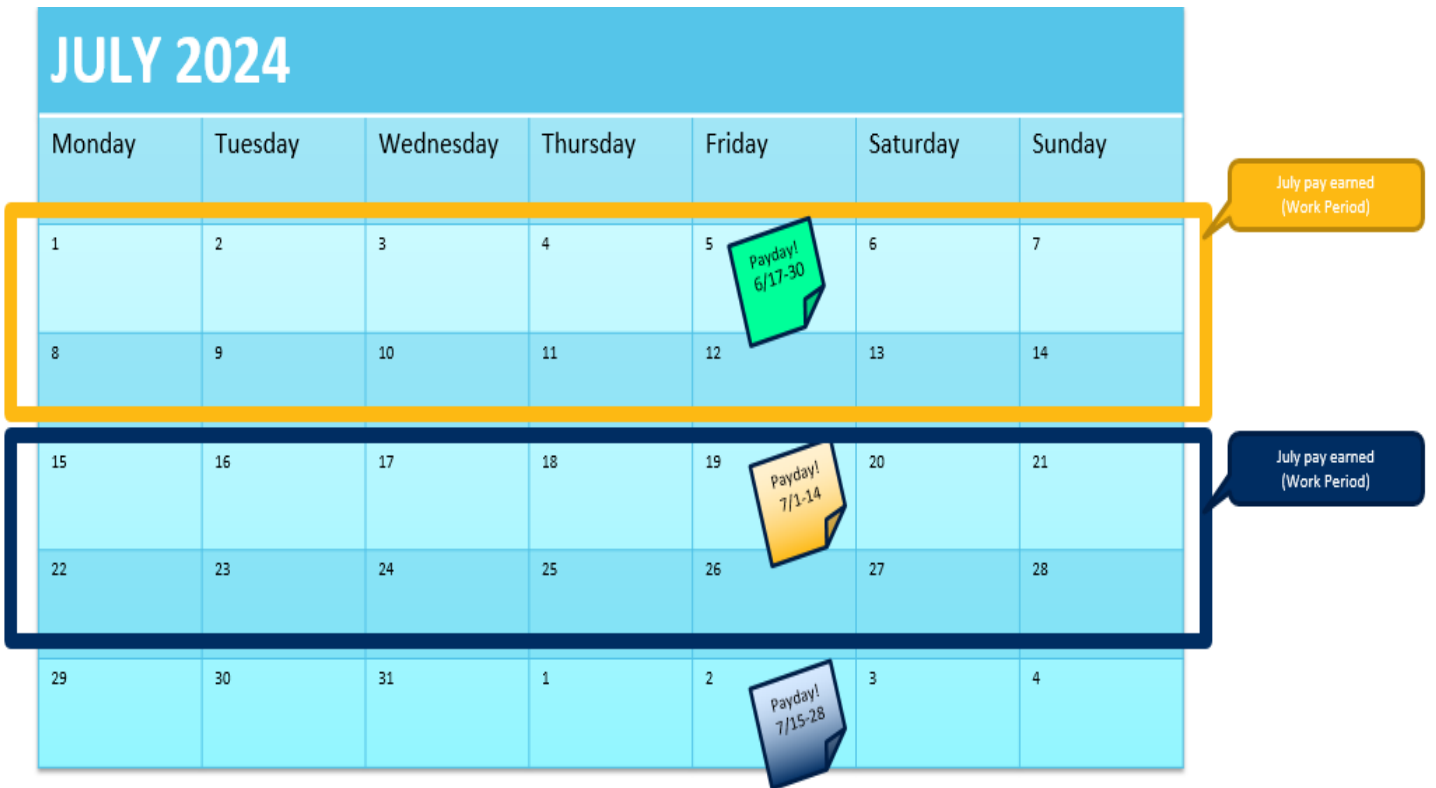 JULY 2024
Monday Tuesday Wednesday Thursday Friday Saturday Sunday
July pay earned
(Work Period)
1 2 3 4 5 6 7
Payday!
6/17-30
8 9 10 11 12 13 14
15 16 17 18 19 20 21
Payday!
7/1-14
July pay earned
(Work Period)
22 23 24 25 26 27 28
29 30 31 1 2 3 4
Payday!
7/15-28